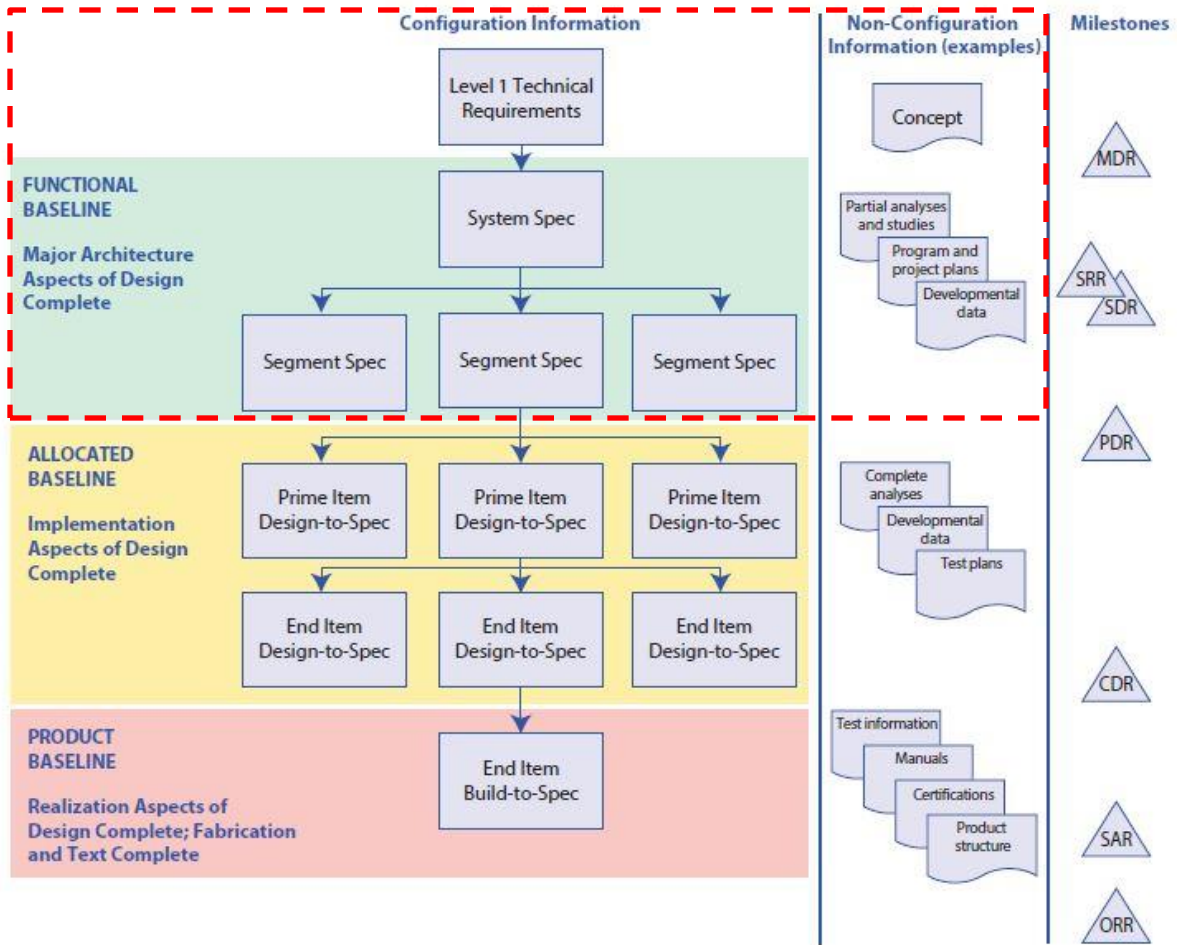 Configuration Information
Non-Configuration
Information (examples)
Milestones
Level 1 Technical
Requirements
Concept
MDR
FUNCTIONAL
BASELINE
Major Architecture
Aspects of Design
Complete
System Spec
Partial analyses
and studies
Program and
project plans
Developmental
data
SRR
SDR
Segment Spec
Segment Spec
Segment Spec
ALLOCATED
BASELINE
Implementation
Aspects of Design
Complete
Prime Item
Design-to-Spec
Prime Item
Design-to-Spec
Prime Item
Design-to-Spec
Complete
analyses
Developmental
data
Test plans
PDR
End Item
Design-to-Spec
End Item
Design-to-Spec
End Item
Design-to-Spec
CDR
PRODUCT
BASELINE
Realization Aspects of
Design Complete; Fabrication
and Text Complete
End Item
Build-to-Spec
Test information
Manuals
Certifications
Product
structure
SAR
ORR